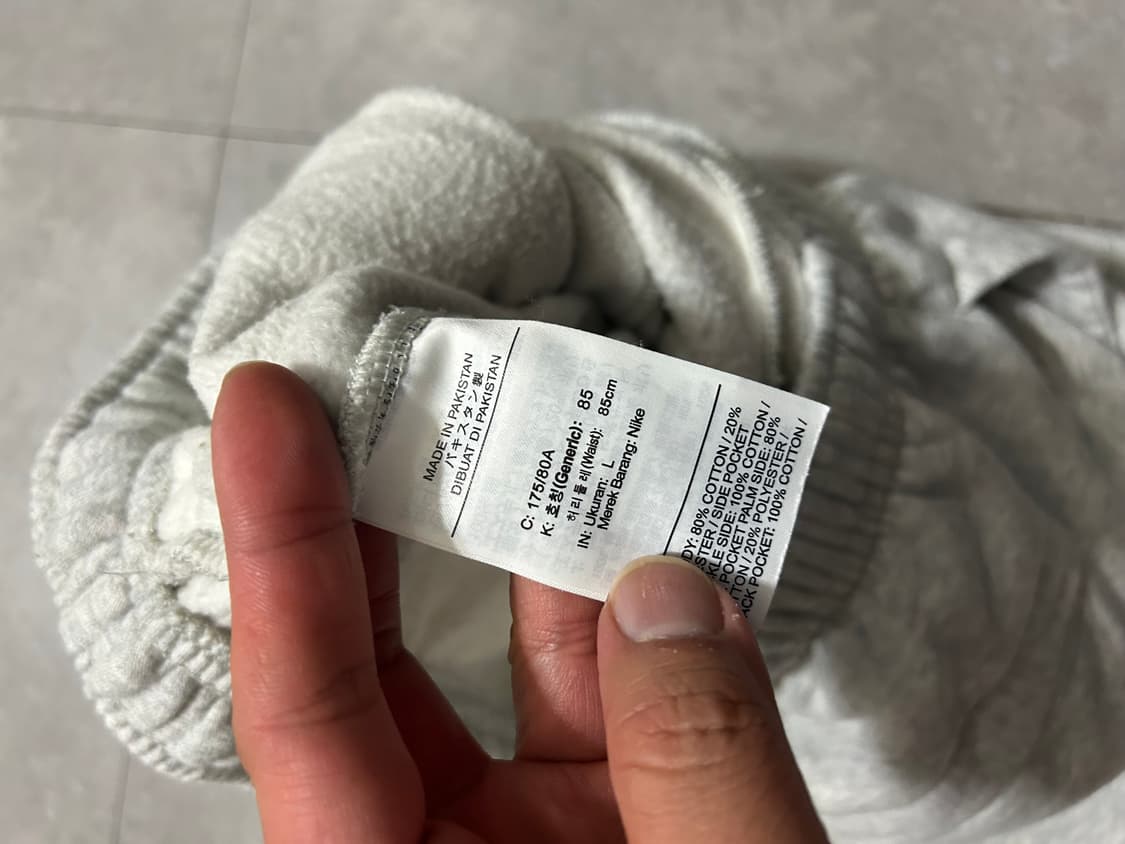 MADE IN PAKISTAN
パキスタン製
DIBUAT DI PAKISTAN
C: 175/80A
K: 호칭(Generic): 85
허리둘레(Waist): 85cm
IN: Ukuran: L
Merek Barang: Nike
DY: 80% COTTON / 20%
STER / SIDE POCKET
KLE SIDE: 100% COTTON /
POCKET PALM SIDE: 80%
TTON / 20% POLYESTER /
ACK POCKET: 100% COTTON /